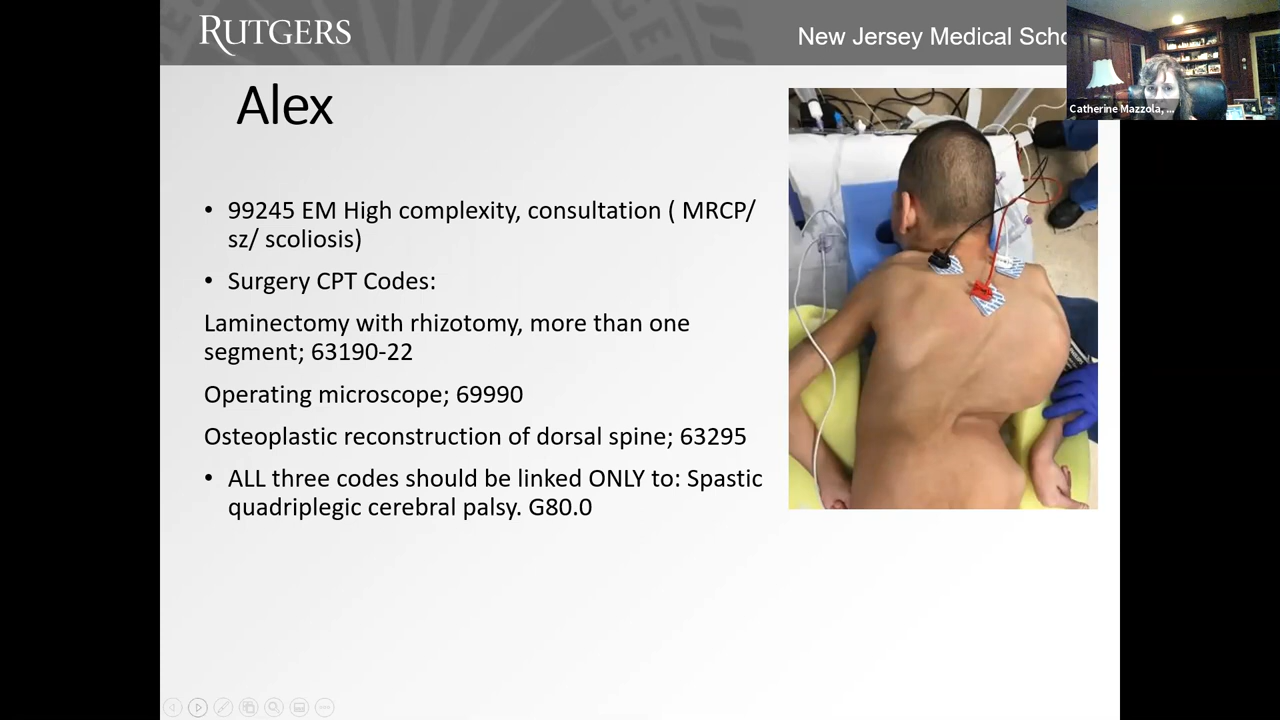 RUTGERS
New Jersey Medical Scho
Catherine Mazzola, ...
Alex
• 99245 EM High complexity, consultation ( MRCP/
sz/ scoliosis)
• Surgery CPT Codes:
Laminectomy with rhizotomy, more than one
segment; 63190-22
Operating microscope; 69990
Osteoplastic reconstruction of dorsal spine; 63295
• ALL three codes should be linked ONLY to: Spastic
quadriplegic cerebral palsy. G80.0